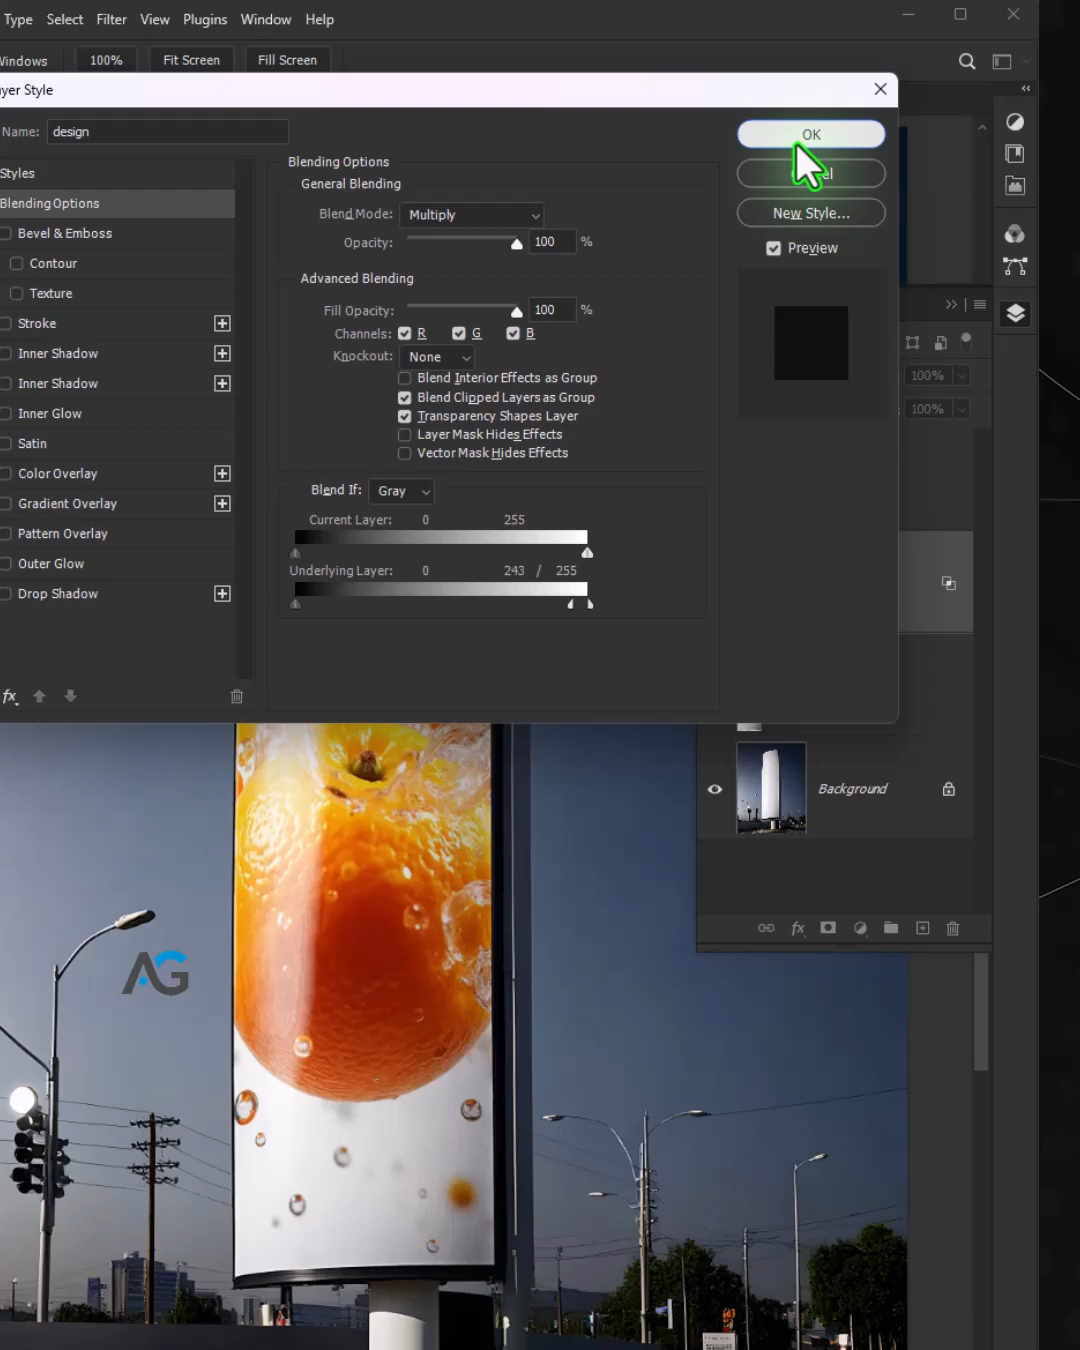 Type Select Filter View Plugins Window Help
Windows 100% Fit Screen Fill Screen
yer Style
Name: design
OK
Styles
Blending Options
Bevel & Emboss
Contour
Texture
Stroke
Inner Shadow
Inner Shadow
Inner Glow
Satin
Color Overlay
Gradient Overlay
Pattern Overlay
Outer Glow
Drop Shadow
fx
Blending Options
General Blending
Blend Mode: Multiply
Opacity: 100 %
Advanced Blending
Fill Opacity: 100 %
Channels: R G B
Knockout: None
Blend Interior Effects as Group
Blend Clipped Layers as Group
Transparency Shapes Layer
Layer Mask Hides Effects
Vector Mask Hides Effects
Blend If: Gray
Current Layer: 0 255
Underlying Layer: 0 243 / 255
New Style...
Preview
100%
100%
Background
fx
AG